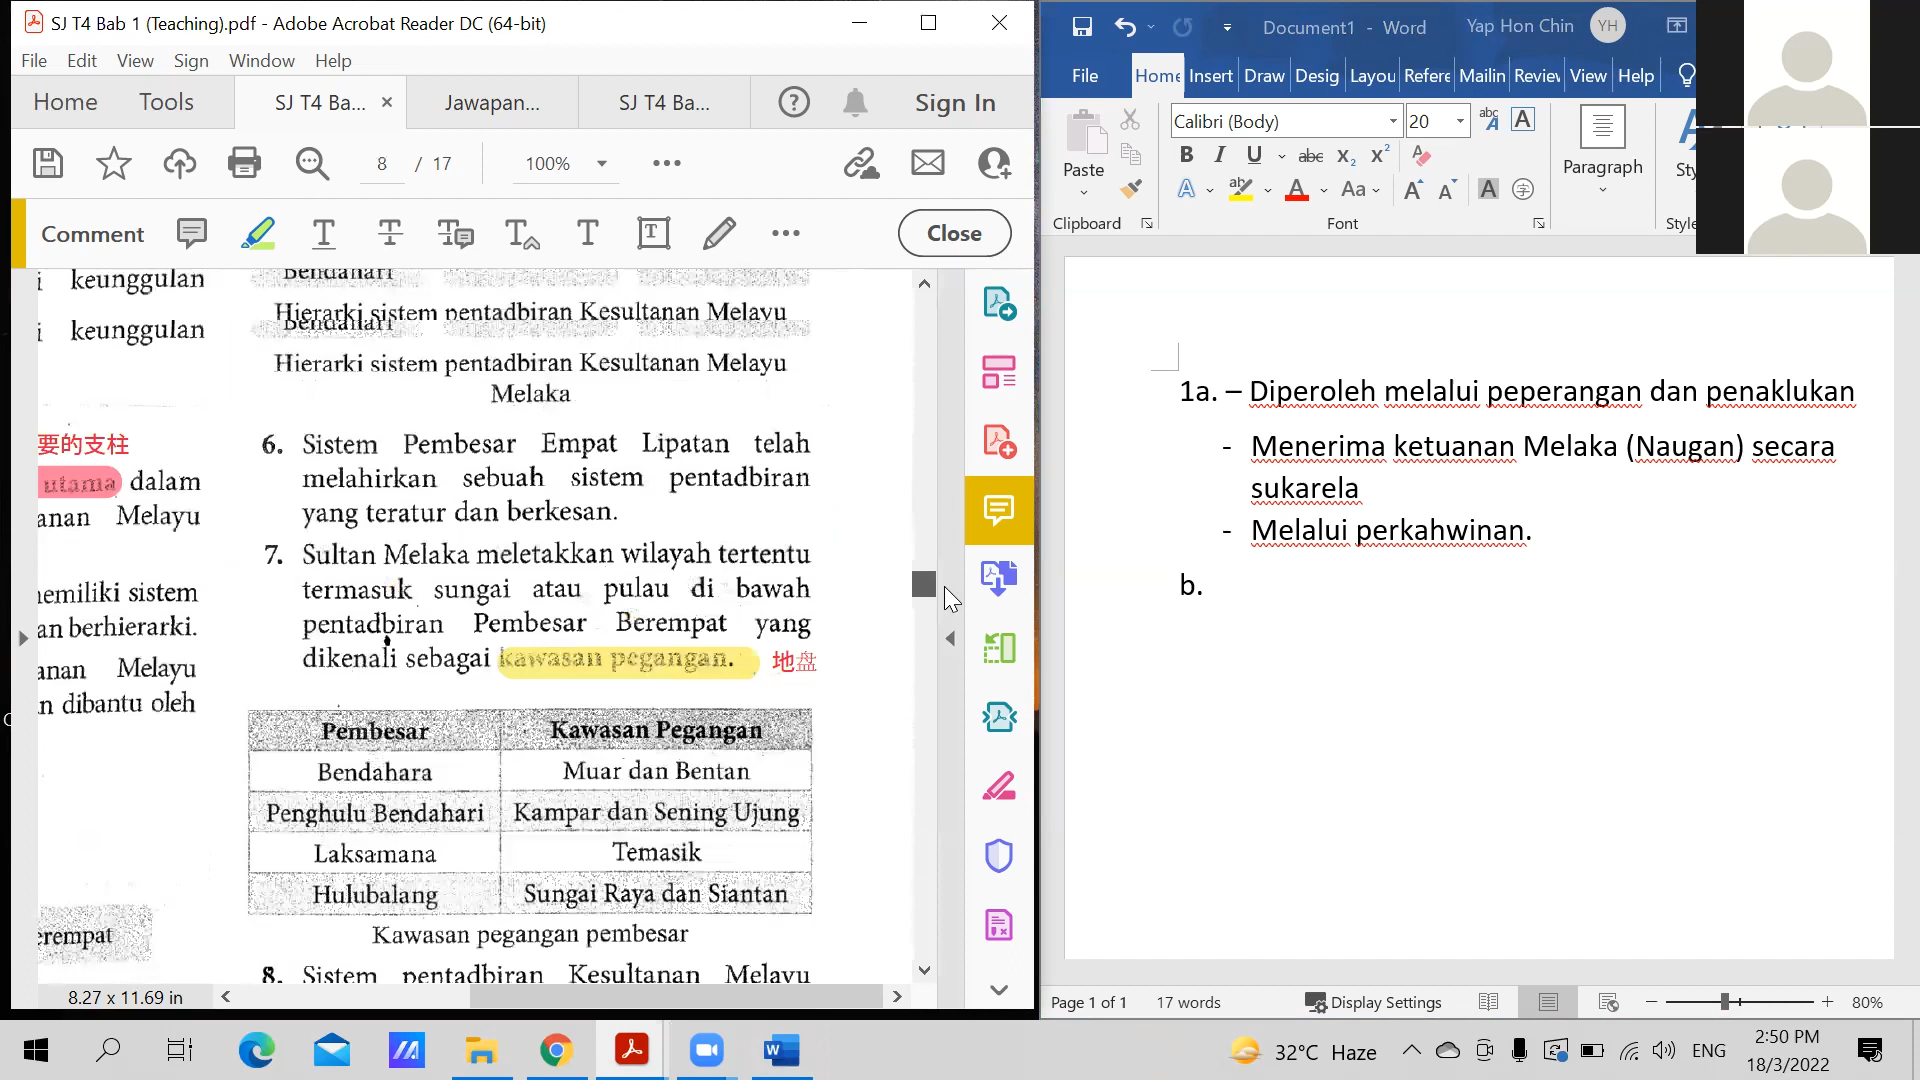 SJ T4 Bab 1 (Teaching).pdf - Adobe Acrobat Reader DC (64-bit)
File Edit View Sign Window Help
Home Tools SJ T4 Ba... × Jawapan... SJ T4 Ba... Sign In
8 / 17 100%
Comment Close
i keunggulan
Bendahari
Hierarki sistem pentadbiran Kesultanan Melayu
i keunggulan
Bendahari
Hierarki sistem pentadbiran Kesultanan Melayu
Melaka
要的支柱
utama dalam
anan Melayu
6. Sistem Pembesar Empat Lipatan telah
melahirkan sebuah sistem pentadbiran
yang teratur dan berkesan.
7. Sultan Melaka meletakkan wilayah tertentu
termasuk sungai atau pulau di bawah
pentadbiran Pembesar Berempat yang
dikenali sebagai kawasan pegangan. 地盘
emiliki sistem
an berhierarki.
anan Melayu
n dibantu oleh
Pembesar Kawasan Pegangan
Bendahara Muar dan Bentan
Penghulu Bendahari Kampar dan Sening Ujung
Laksamana Temasik
Hulubalang Sungai Raya dan Siantan
Kawasan pegangan pembesar
erempat
8. Sistem pentadbiran Kesultanan Melayu
8.27 x 11.69 in
Document1 - Word Yap Hon Chin YH
File Home Insert Draw Desig Layou Refere Mailin Reviev View Help
Paste
Calibri (Body) 20
Paragraph
Sty
Clipboard Font Style
1a. – Diperoleh melalui peperangan dan penaklukan
- Menerima ketuanan Melaka (Naugan) secara
sukarela
- Melalui perkahwinan.
b.
Page 1 of 1 17 words Display Settings 80%
32°C Haze ENG 2:50 PM
18/3/2022